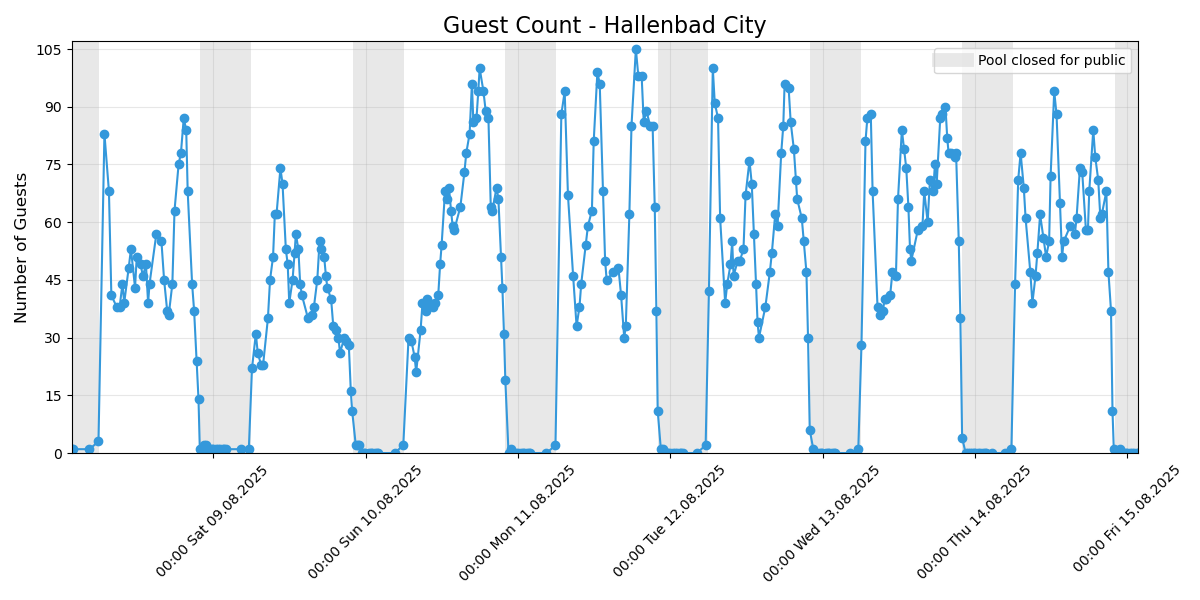 Guest Count - Hallenbad City
Pool closed for public
Number of Guests
105
90
75
60
45
30
15
0
00:00 Sat 09.08.2025
00:00 Sun 10.08.2025
00:00 Mon 11.08.2025
00:00 Tue 12.08.2025
00:00 Wed 13.08.2025
00:00 Thu 14.08.2025
00:00 Fri 15.08.2025